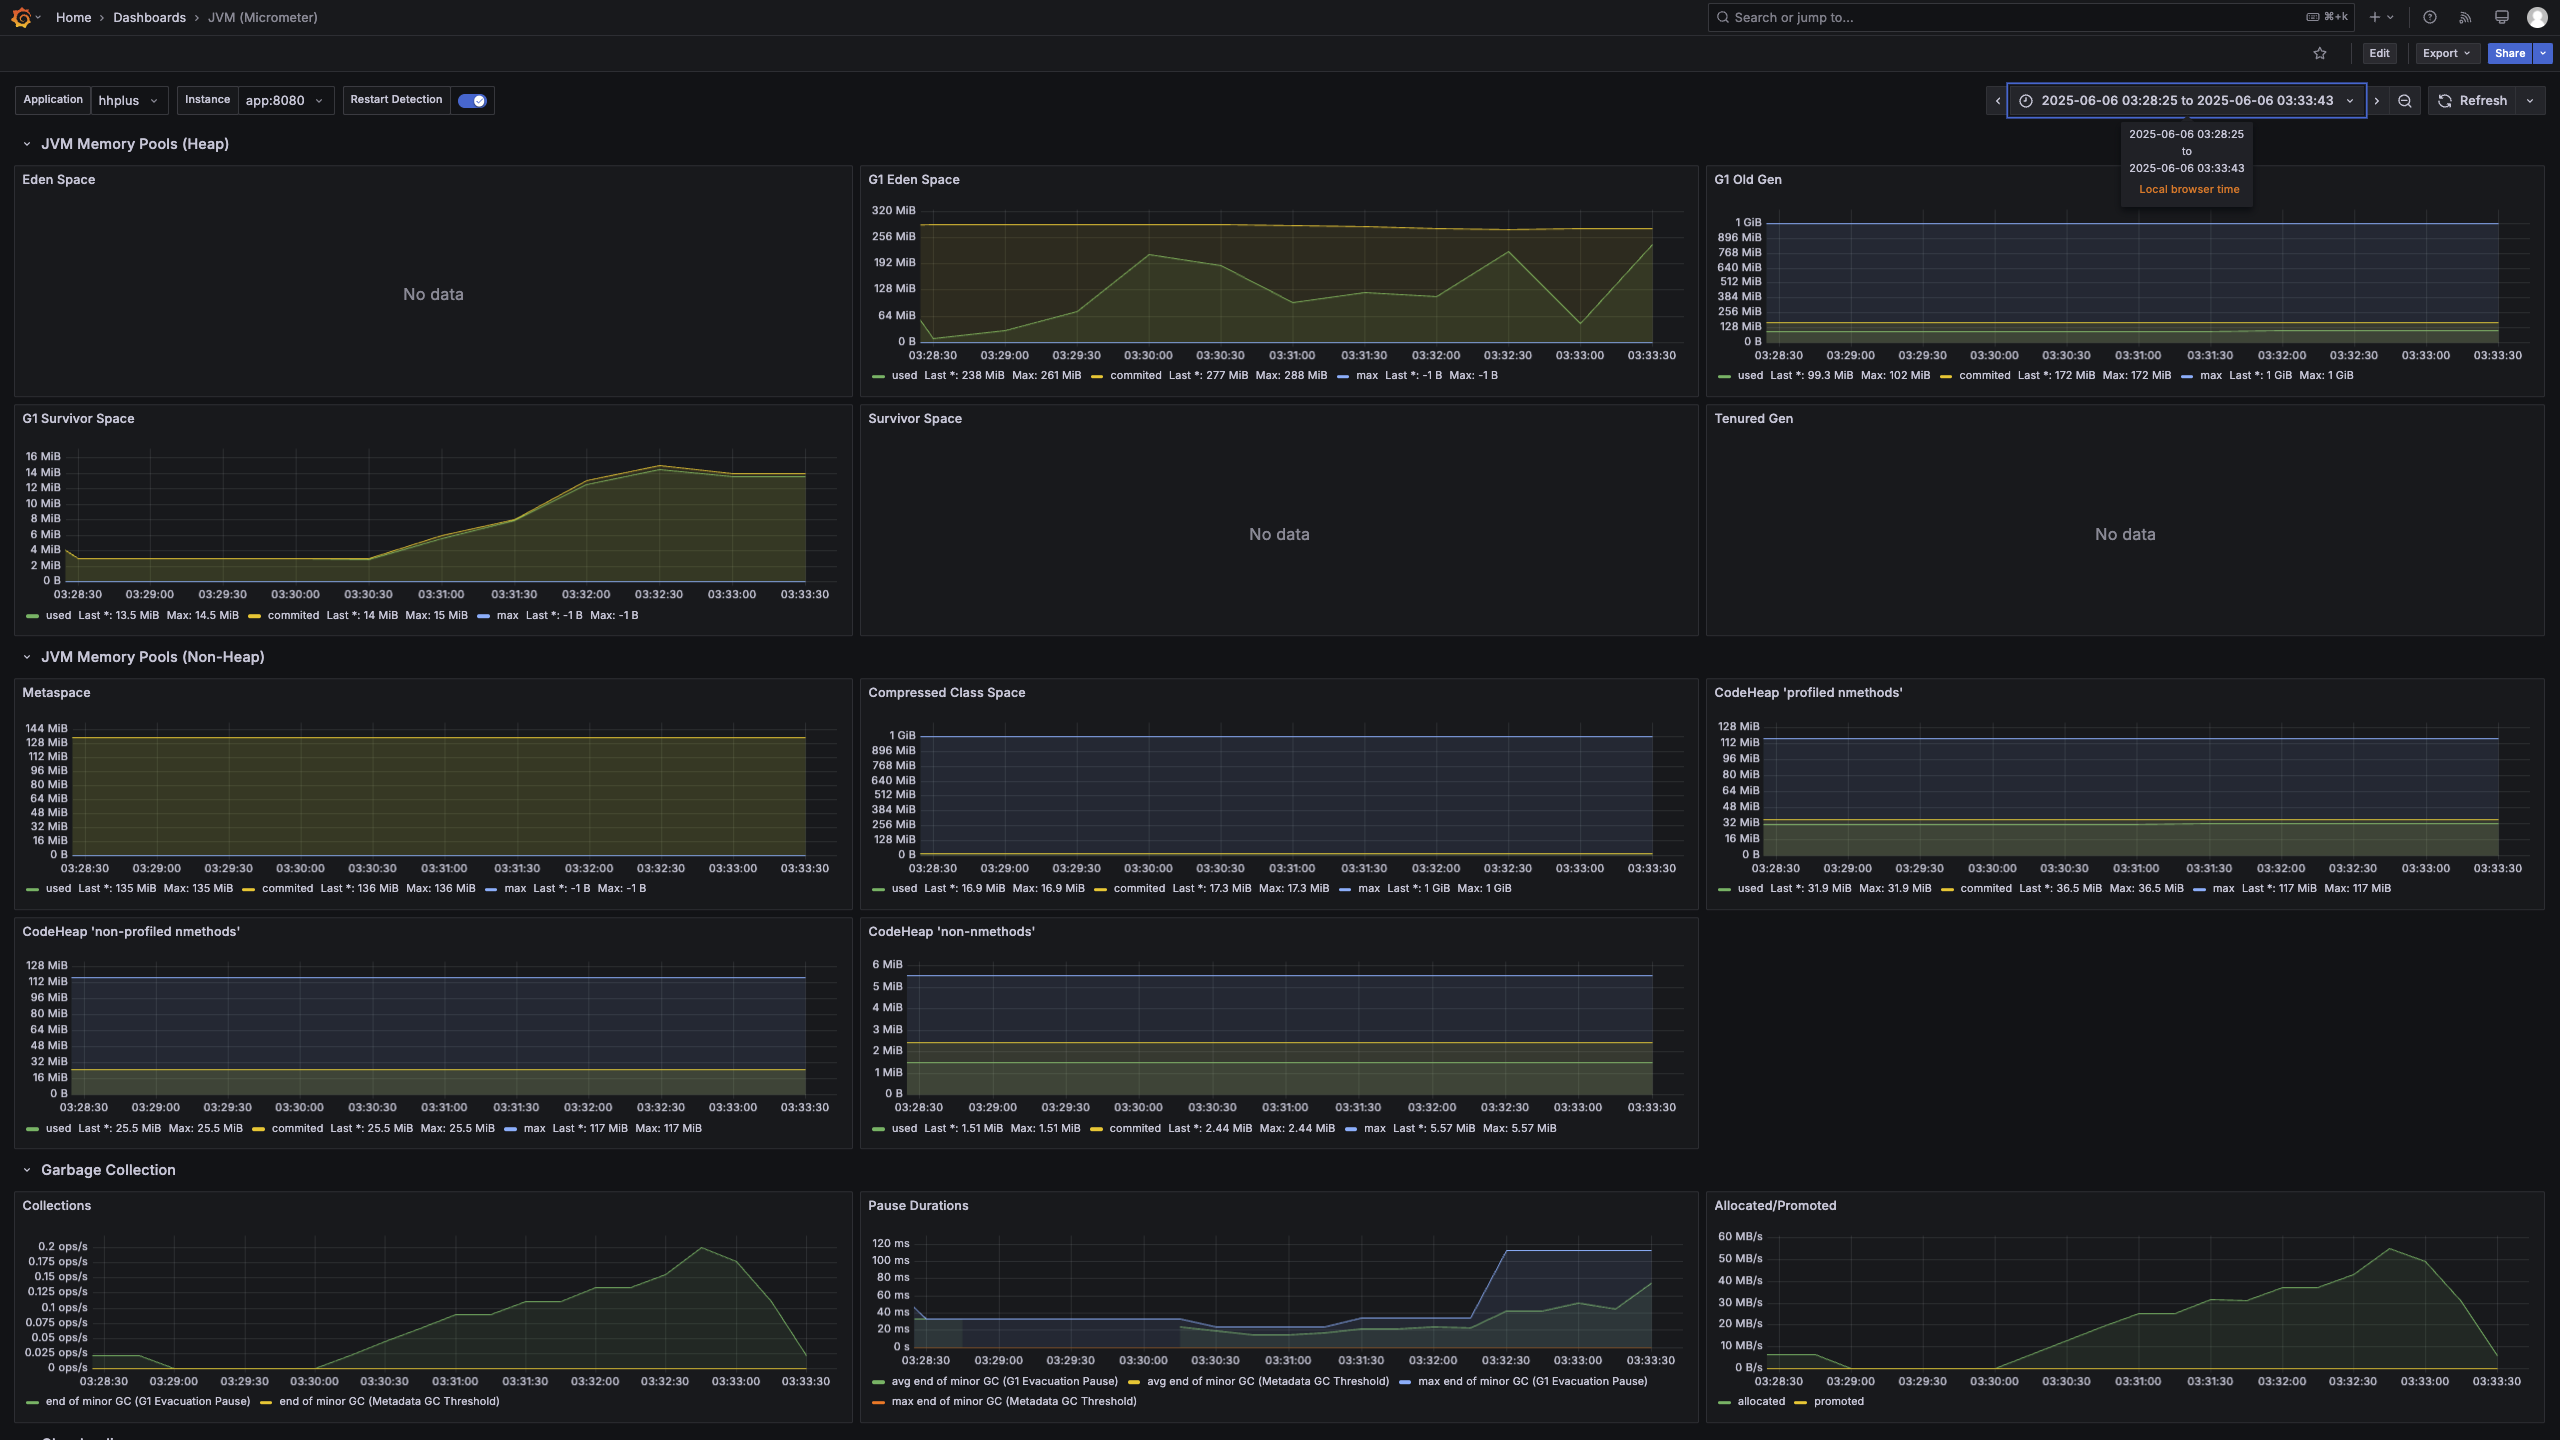 Home › Dashboards › JVM (Micrometer)
Search or jump to...
⌘+k
Edit
Export
Share
Application
hhplus
Instance
app:8080
Restart Detection
2025-06-06 03:28:25 to 2025-06-06 03:33:43
Refresh
2025-06-06 03:28:25
to
2025-06-06 03:33:43
Local browser time
JVM Memory Pools (Heap)
Eden Space
No data
G1 Eden Space
320 MiB
256 MiB
192 MiB
128 MiB
64 MiB
0 B
03:28:30 03:29:00 03:29:30 03:30:00 03:30:30 03:31:00 03:31:30 03:32:00 03:32:30 03:33:00 03:33:30
used Last *: 238 MiB Max: 261 MiB commited Last *: 277 MiB Max: 288 MiB max Last *: -1 B Max: -1 B
G1 Old Gen
1 GiB
896 MiB
768 MiB
640 MiB
512 MiB
384 MiB
256 MiB
128 MiB
0 B
03:28:30 03:29:00 03:29:30 03:30:00 03:30:30 03:31:00 03:31:30 03:32:00 03:32:30 03:33:00 03:33:30
used Last *: 99.3 MiB Max: 102 MiB commited Last *: 172 MiB Max: 172 MiB max Last *: 1 GiB Max: 1 GiB
G1 Survivor Space
16 MiB
14 MiB
12 MiB
10 MiB
8 MiB
6 MiB
4 MiB
2 MiB
0 B
03:28:30 03:29:00 03:29:30 03:30:00 03:30:30 03:31:00 03:31:30 03:32:00 03:32:30 03:33:00 03:33:30
used Last *: 13.5 MiB Max: 14.5 MiB commited Last *: 14 MiB Max: 15 MiB max Last *: -1 B Max: -1 B
Survivor Space
No data
Tenured Gen
No data
JVM Memory Pools (Non-Heap)
Metaspace
144 MiB
128 MiB
112 MiB
96 MiB
80 MiB
64 MiB
48 MiB
32 MiB
16 MiB
0 B
03:28:30 03:29:00 03:29:30 03:30:00 03:30:30 03:31:00 03:31:30 03:32:00 03:32:30 03:33:00 03:33:30
used Last *: 135 MiB Max: 135 MiB commited Last *: 136 MiB Max: 136 MiB max Last *: -1 B Max: -1 B
Compressed Class Space
1 GiB
896 MiB
768 MiB
640 MiB
512 MiB
384 MiB
256 MiB
128 MiB
0 B
03:28:30 03:29:00 03:29:30 03:30:00 03:30:30 03:31:00 03:31:30 03:32:00 03:32:30 03:33:00 03:33:30
used Last *: 16.9 MiB Max: 16.9 MiB commited Last *: 17.3 MiB Max: 17.3 MiB max Last *: 1 GiB Max: 1 GiB
CodeHeap 'profiled nmethods'
128 MiB
112 MiB
96 MiB
80 MiB
64 MiB
48 MiB
32 MiB
16 MiB
0 B
03:28:30 03:29:00 03:29:30 03:30:00 03:30:30 03:31:00 03:31:30 03:32:00 03:32:30 03:33:00 03:33:30
used Last *: 31.9 MiB Max: 31.9 MiB commited Last *: 36.5 MiB Max: 36.5 MiB max Last *: 117 MiB Max: 117 MiB
CodeHeap 'non-profiled nmethods'
128 MiB
112 MiB
96 MiB
80 MiB
64 MiB
48 MiB
32 MiB
16 MiB
0 B
03:28:30 03:29:00 03:29:30 03:30:00 03:30:30 03:31:00 03:31:30 03:32:00 03:32:30 03:33:00 03:33:30
used Last *: 25.5 MiB Max: 25.5 MiB commited Last *: 25.5 MiB Max: 25.5 MiB max Last *: 117 MiB Max: 117 MiB
CodeHeap 'non-nmethods'
6 MiB
5 MiB
4 MiB
3 MiB
2 MiB
1 MiB
0 B
03:28:30 03:29:00 03:29:30 03:30:00 03:30:30 03:31:00 03:31:30 03:32:00 03:32:30 03:33:00 03:33:30
used Last *: 1.51 MiB Max: 1.51 MiB commited Last *: 2.44 MiB Max: 2.44 MiB max Last *: 5.57 MiB Max: 5.57 MiB
Garbage Collection
Collections
0.2 ops/s
0.175 ops/s
0.15 ops/s
0.125 ops/s
0.1 ops/s
0.075 ops/s
0.05 ops/s
0.025 ops/s
0 ops/s
03:28:30 03:29:00 03:29:30 03:30:00 03:30:30 03:31:00 03:31:30 03:32:00 03:32:30 03:33:00 03:33:30
end of minor GC (G1 Evacuation Pause) end of minor GC (Metadata GC Threshold)
Pause Durations
120 ms
100 ms
80 ms
60 ms
40 ms
20 ms
0 s
03:28:30 03:29:00 03:29:30 03:30:00 03:30:30 03:31:00 03:31:30 03:32:00 03:32:30 03:33:00 03:33:30
avg end of minor GC (G1 Evacuation Pause) avg end of minor GC (Metadata GC Threshold) max end of minor GC (G1 Evacuation Pause)
max end of minor GC (Metadata GC Threshold)
Allocated/Promoted
60 MB/s
50 MB/s
40 MB/s
30 MB/s
20 MB/s
10 MB/s
0 B/s
03:28:30 03:29:00 03:29:30 03:30:00 03:30:30 03:31:00 03:31:30 03:32:00 03:32:30 03:33:00 03:33:30
allocated promoted